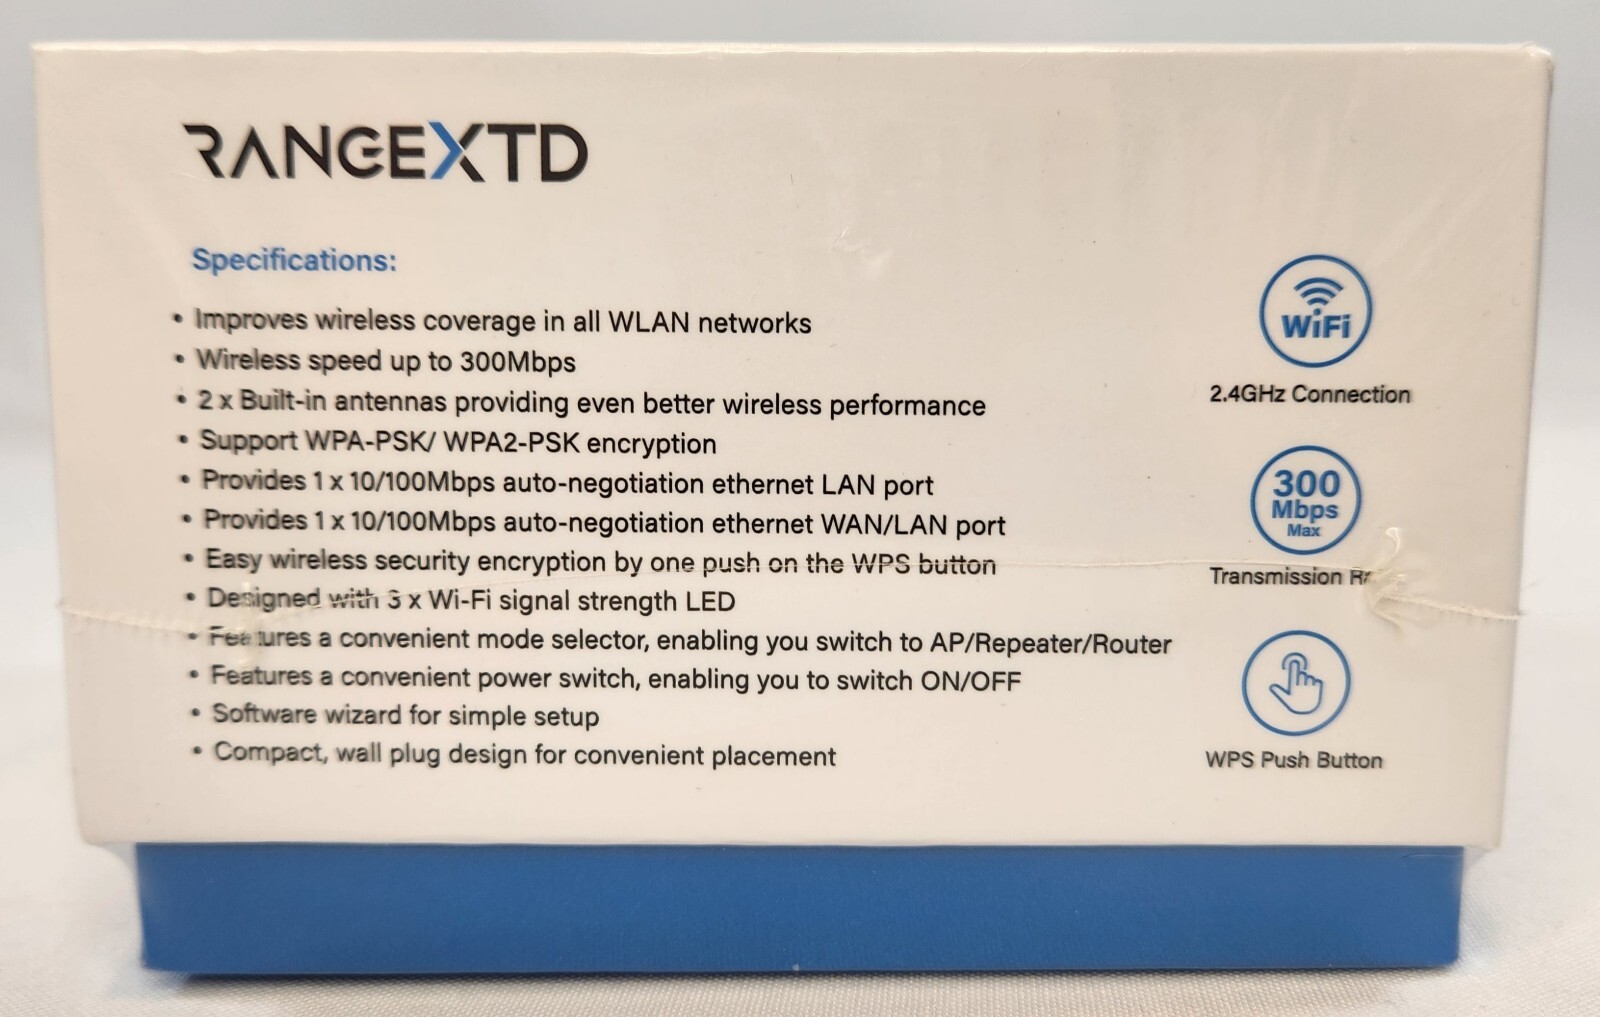 RANGEXTD
Specifications:
• Improves wireless coverage in all WLAN networks
• Wireless speed up to 300Mbps
• 2 x Built-in antennas providing even better wireless performance
• Support WPA-PSK/ WPA2-PSK encryption
• Provides 1 x 10/100Mbps auto-negotiation ethernet LAN port
• Provides 1 x 10/100Mbps auto-negotiation ethernet WAN/LAN port
• Easy wireless security encryption by one push on the WPS button
• Designed with 3 x Wi-Fi signal strength LED
• Features a convenient mode selector, enabling you switch to AP/Repeater/Router
• Features a convenient power switch, enabling you to switch ON/OFF
• Software wizard for simple setup
• Compact, wall plug design for convenient placement
WiFi
2.4GHz Connection
300
Mbps
Max
Transmission
WPS Push Button